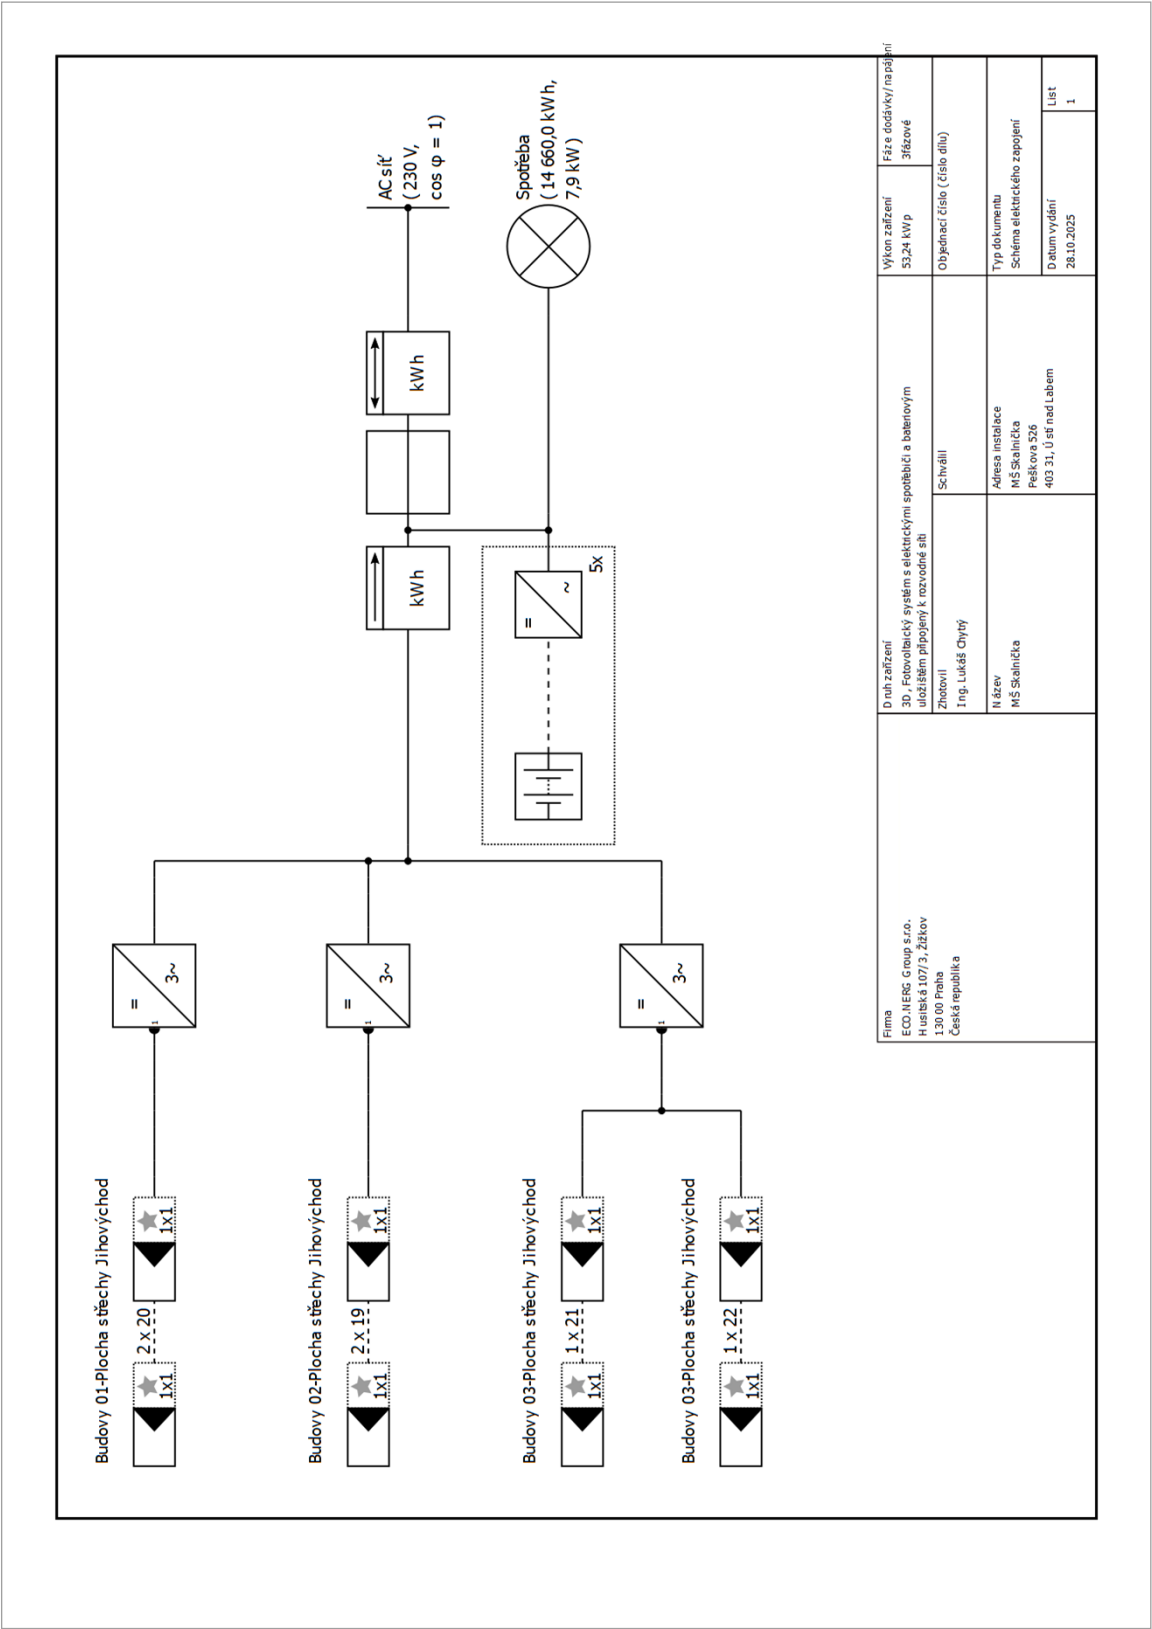 Budovy 01-Plocha střechy Jihovýchod
1x1
2 x 20
1x1
1
=
3~
Budovy 02-Plocha střechy Jihovýchod
1x1
2 x 19
1x1
1
=
3~
Budovy 03-Plocha střechy Jihovýchod
1x1
1 x 21
1x1
Budovy 03-Plocha střechy Jihovýchod
1x1
1 x 22
1x1
1
=
3~
kWh
kWh
AC síť
(230 V,
cos φ = 1)
=
~
5x
Spotřeba
(14 660,0 kWh,
7,9 kW)
Firma
ECO.NERG Group s.r.o.
Husitská 107/3, Žižkov
130 00 Praha
Česká republika
Druh zařízení
3D, Fotovoltaický systém s elektrickými spotřebiči a bateriovým
uložištěm připojený k rozvodné síti
Výkon zařízení
53,24 kWp
Fáze dodávky/napájení
3fázové
Zhotovil
Ing. Lukáš Chytrý
Schválil
Objednací číslo (číslo dílu)
Název
MŠ Skalnička
Adresa instalace
MŠ Skalnička
Peškova 526
403 31, Ústí nad Labem
Typ dokumentu
Schéma elektrického zapojení
Datum vydání
28.10.2025
List
1